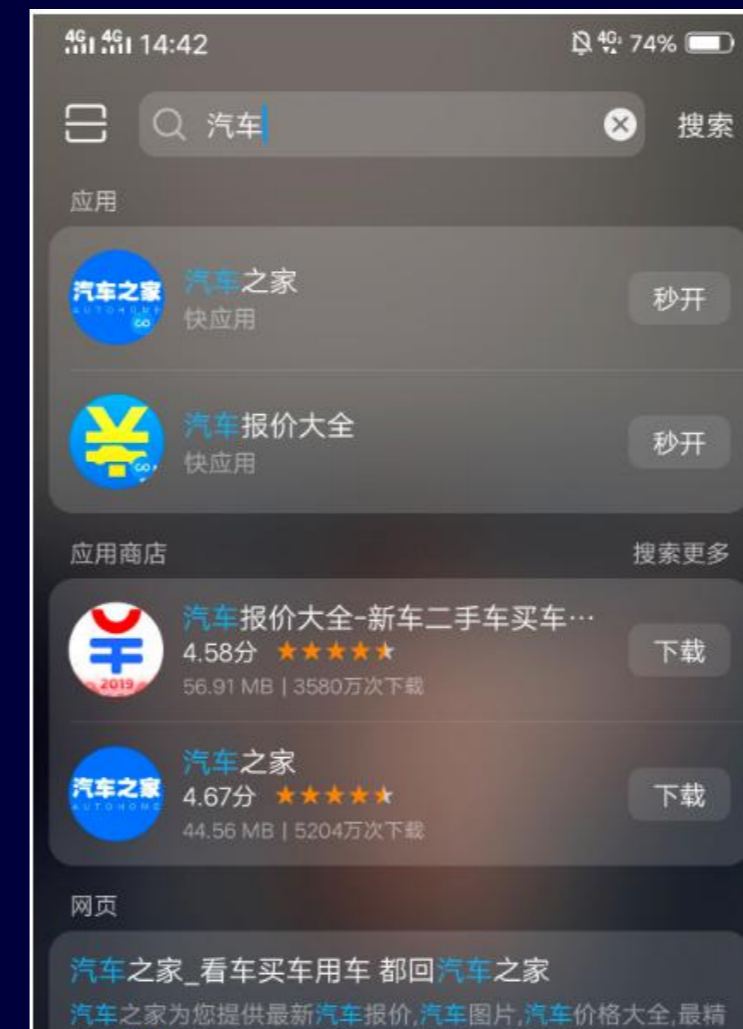 4G 4G 14:42
4G 74%
汽车
搜索
应用
汽车之家
AUTOHOME
GO
汽车之家
快应用
秒开
GO
汽车报价大全
快应用
秒开
应用商店
搜索更多
2019
汽车报价大全-新车二手车买车…
4.58分
56.91 MB | 3580万次下载
下载
汽车之家
AUTOHOME
汽车之家
4.67分
44.56 MB | 5204万次下载
下载
网页
汽车之家_看车买车用车 都回汽车之家
汽车之家为您提供最新汽车报价,汽车图片,汽车价格大全,最精